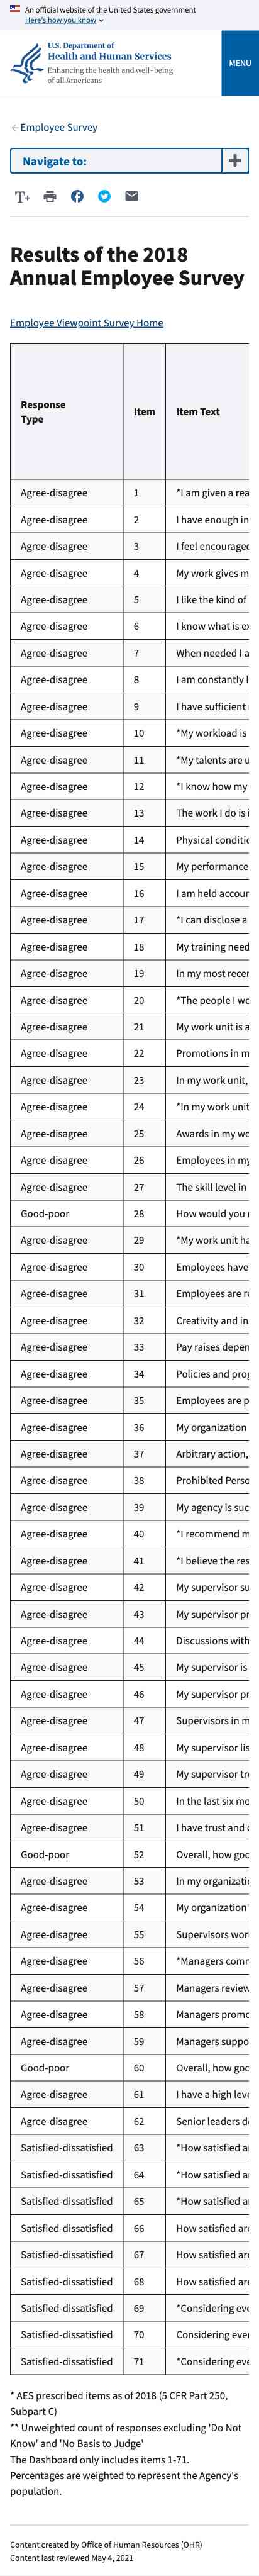 An official website of the United States government
Here's how you know
U.S. Department of
Health and Human Services
Enhancing the health and well-being
of all Americans
MENU
Employee Survey
Navigate to:
T+
Results of the 2018
Annual Employee Survey
Employee Viewpoint Survey Home
Response Type Item Item Text
Agree-disagree 1 *I am given a rea
Agree-disagree 2 I have enough in
Agree-disagree 3 I feel encouraged
Agree-disagree 4 My work gives m
Agree-disagree 5 I like the kind of
Agree-disagree 6 I know what is ex
Agree-disagree 7 When needed I a
Agree-disagree 8 I am constantly l
Agree-disagree 9 I have sufficient
Agree-disagree 10 *My workload is
Agree-disagree 11 *My talents are u
Agree-disagree 12 *I know how my
Agree-disagree 13 The work I do is i
Agree-disagree 14 Physical conditio
Agree-disagree 15 My performance
Agree-disagree 16 I am held accour
Agree-disagree 17 *I can disclose a
Agree-disagree 18 My training need
Agree-disagree 19 In my most recer
Agree-disagree 20 *The people I wo
Agree-disagree 21 My work unit is a
Agree-disagree 22 Promotions in m
Agree-disagree 23 In my work unit,
Agree-disagree 24 *In my work unit
Agree-disagree 25 Awards in my wo
Agree-disagree 26 Employees in my
Agree-disagree 27 The skill level in
Good-poor 28 How would you r
Agree-disagree 29 *My work unit ha
Agree-disagree 30 Employees have
Agree-disagree 31 Employees are re
Agree-disagree 32 Creativity and in
Agree-disagree 33 Pay raises depen
Agree-disagree 34 Policies and prog
Agree-disagree 35 Employees are p
Agree-disagree 36 My organization
Agree-disagree 37 Arbitrary action,
Agree-disagree 38 Prohibited Perso
Agree-disagree 39 My agency is suc
Agree-disagree 40 *I recommend m
Agree-disagree 41 *I believe the res
Agree-disagree 42 My supervisor su
Agree-disagree 43 My supervisor pr
Agree-disagree 44 Discussions with
Agree-disagree 45 My supervisor is
Agree-disagree 46 My supervisor pr
Agree-disagree 47 Supervisors in m
Agree-disagree 48 My supervisor lis
Agree-disagree 49 My supervisor tre
Agree-disagree 50 In the last six mo
Agree-disagree 51 I have trust and c
Good-poor 52 Overall, how goo
Agree-disagree 53 In my organizatio
Agree-disagree 54 My organization'
Agree-disagree 55 Supervisors wor
Agree-disagree 56 *Managers comr
Agree-disagree 57 Managers review
Agree-disagree 58 Managers promo
Agree-disagree 59 Managers suppo
Good-poor 60 Overall, how goo
Agree-disagree 61 I have a high leve
Agree-disagree 62 Senior leaders de
Satisfied-dissatisfied 63 *How satisfied ar
Satisfied-dissatisfied 64 *How satisfied ar
Satisfied-dissatisfied 65 *How satisfied ar
Satisfied-dissatisfied 66 How satisfied are
Satisfied-dissatisfied 67 How satisfied are
Satisfied-dissatisfied 68 How satisfied are
Satisfied-dissatisfied 69 *Considering eve
Satisfied-dissatisfied 70 Considering ever
Satisfied-dissatisfied 71 *Considering eve
* AES prescribed items as of 2018 (5 CFR Part 250,
Subpart C)
** Unweighted count of responses excluding 'Do Not
Know' and 'No Basis to Judge'
The Dashboard only includes items 1-71.
Percentages are weighted to represent the Agency's
population.
Content created by Office of Human Resources (OHR)
Content last reviewed May 4, 2021